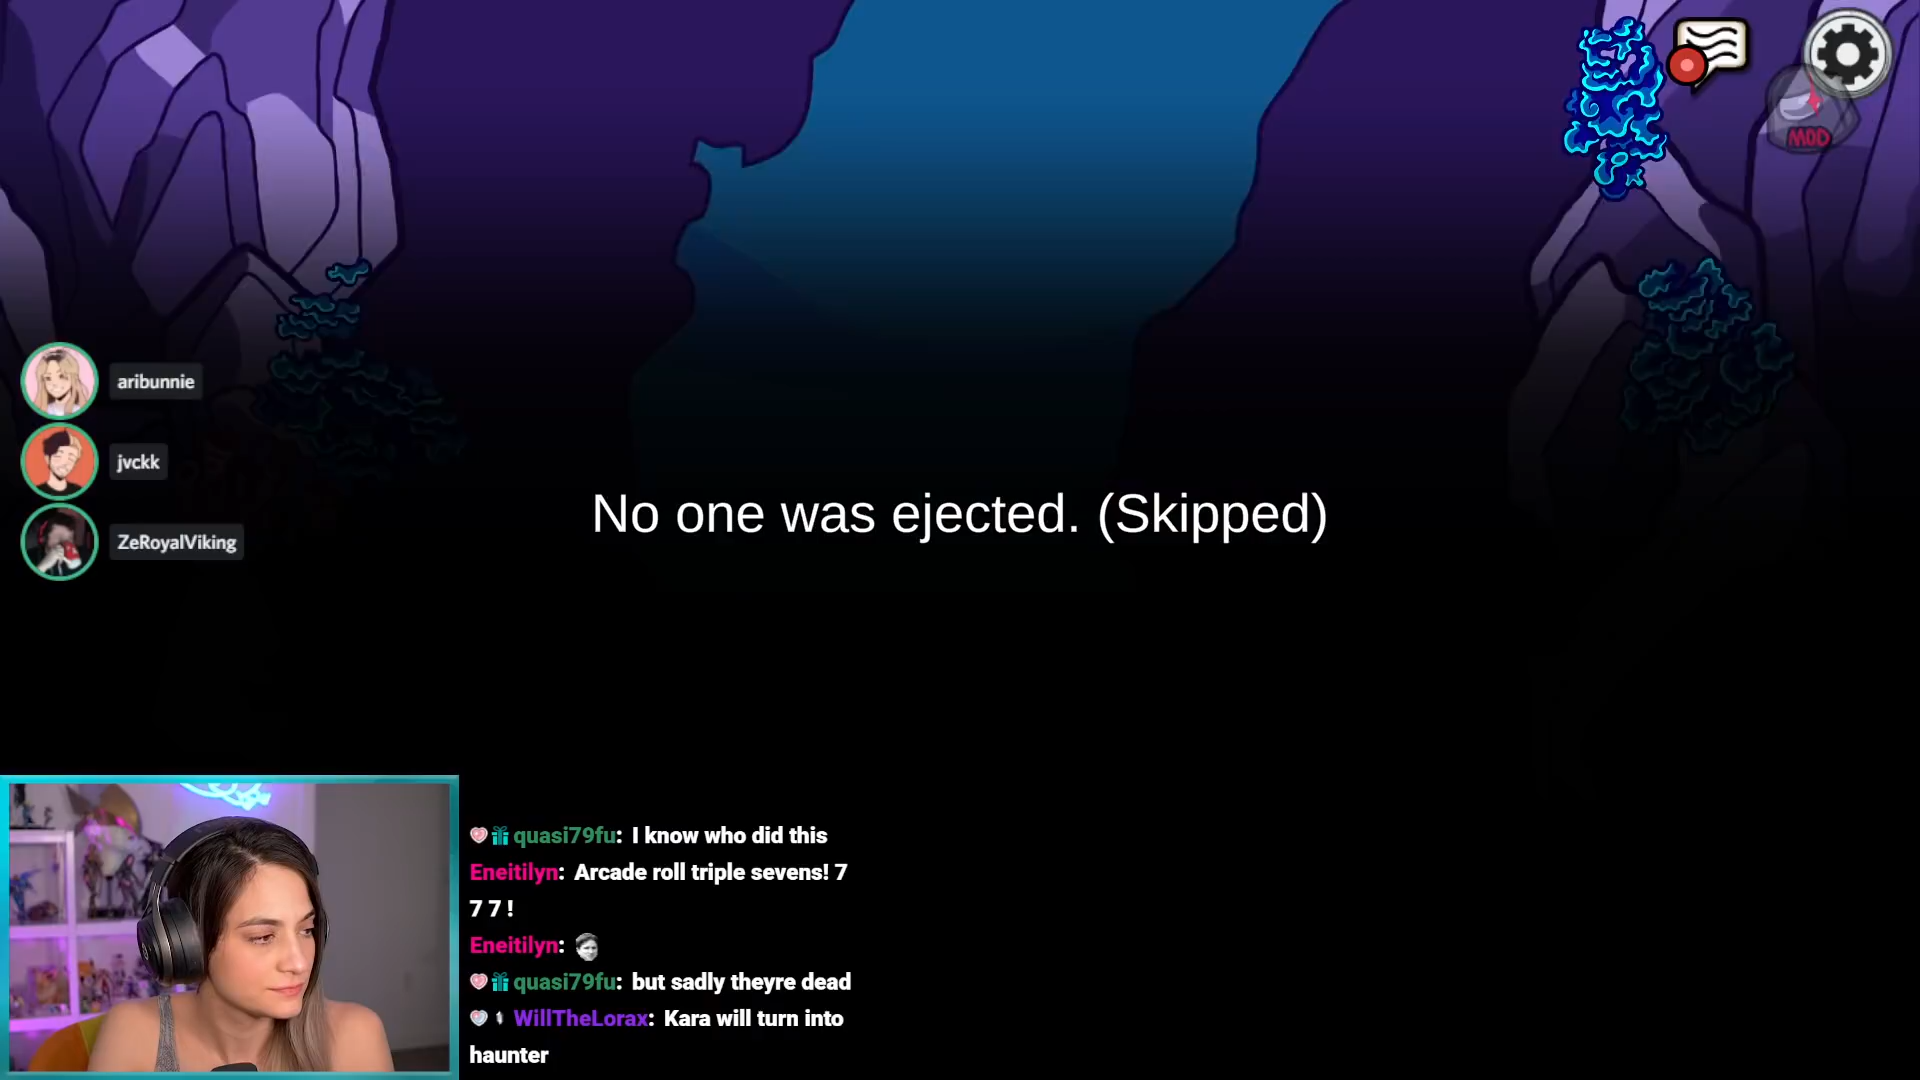 MOD
aribunnie
jvckk
ZeRoyalViking
No one was ejected. (Skipped)
quasi79fu: I know who did this
Eneitilyn: Arcade roll triple sevens! 7
7 7 !
Eneitilyn:
quasi79fu: but sadly theyre dead
WillTheLorax: Kara will turn into
haunter